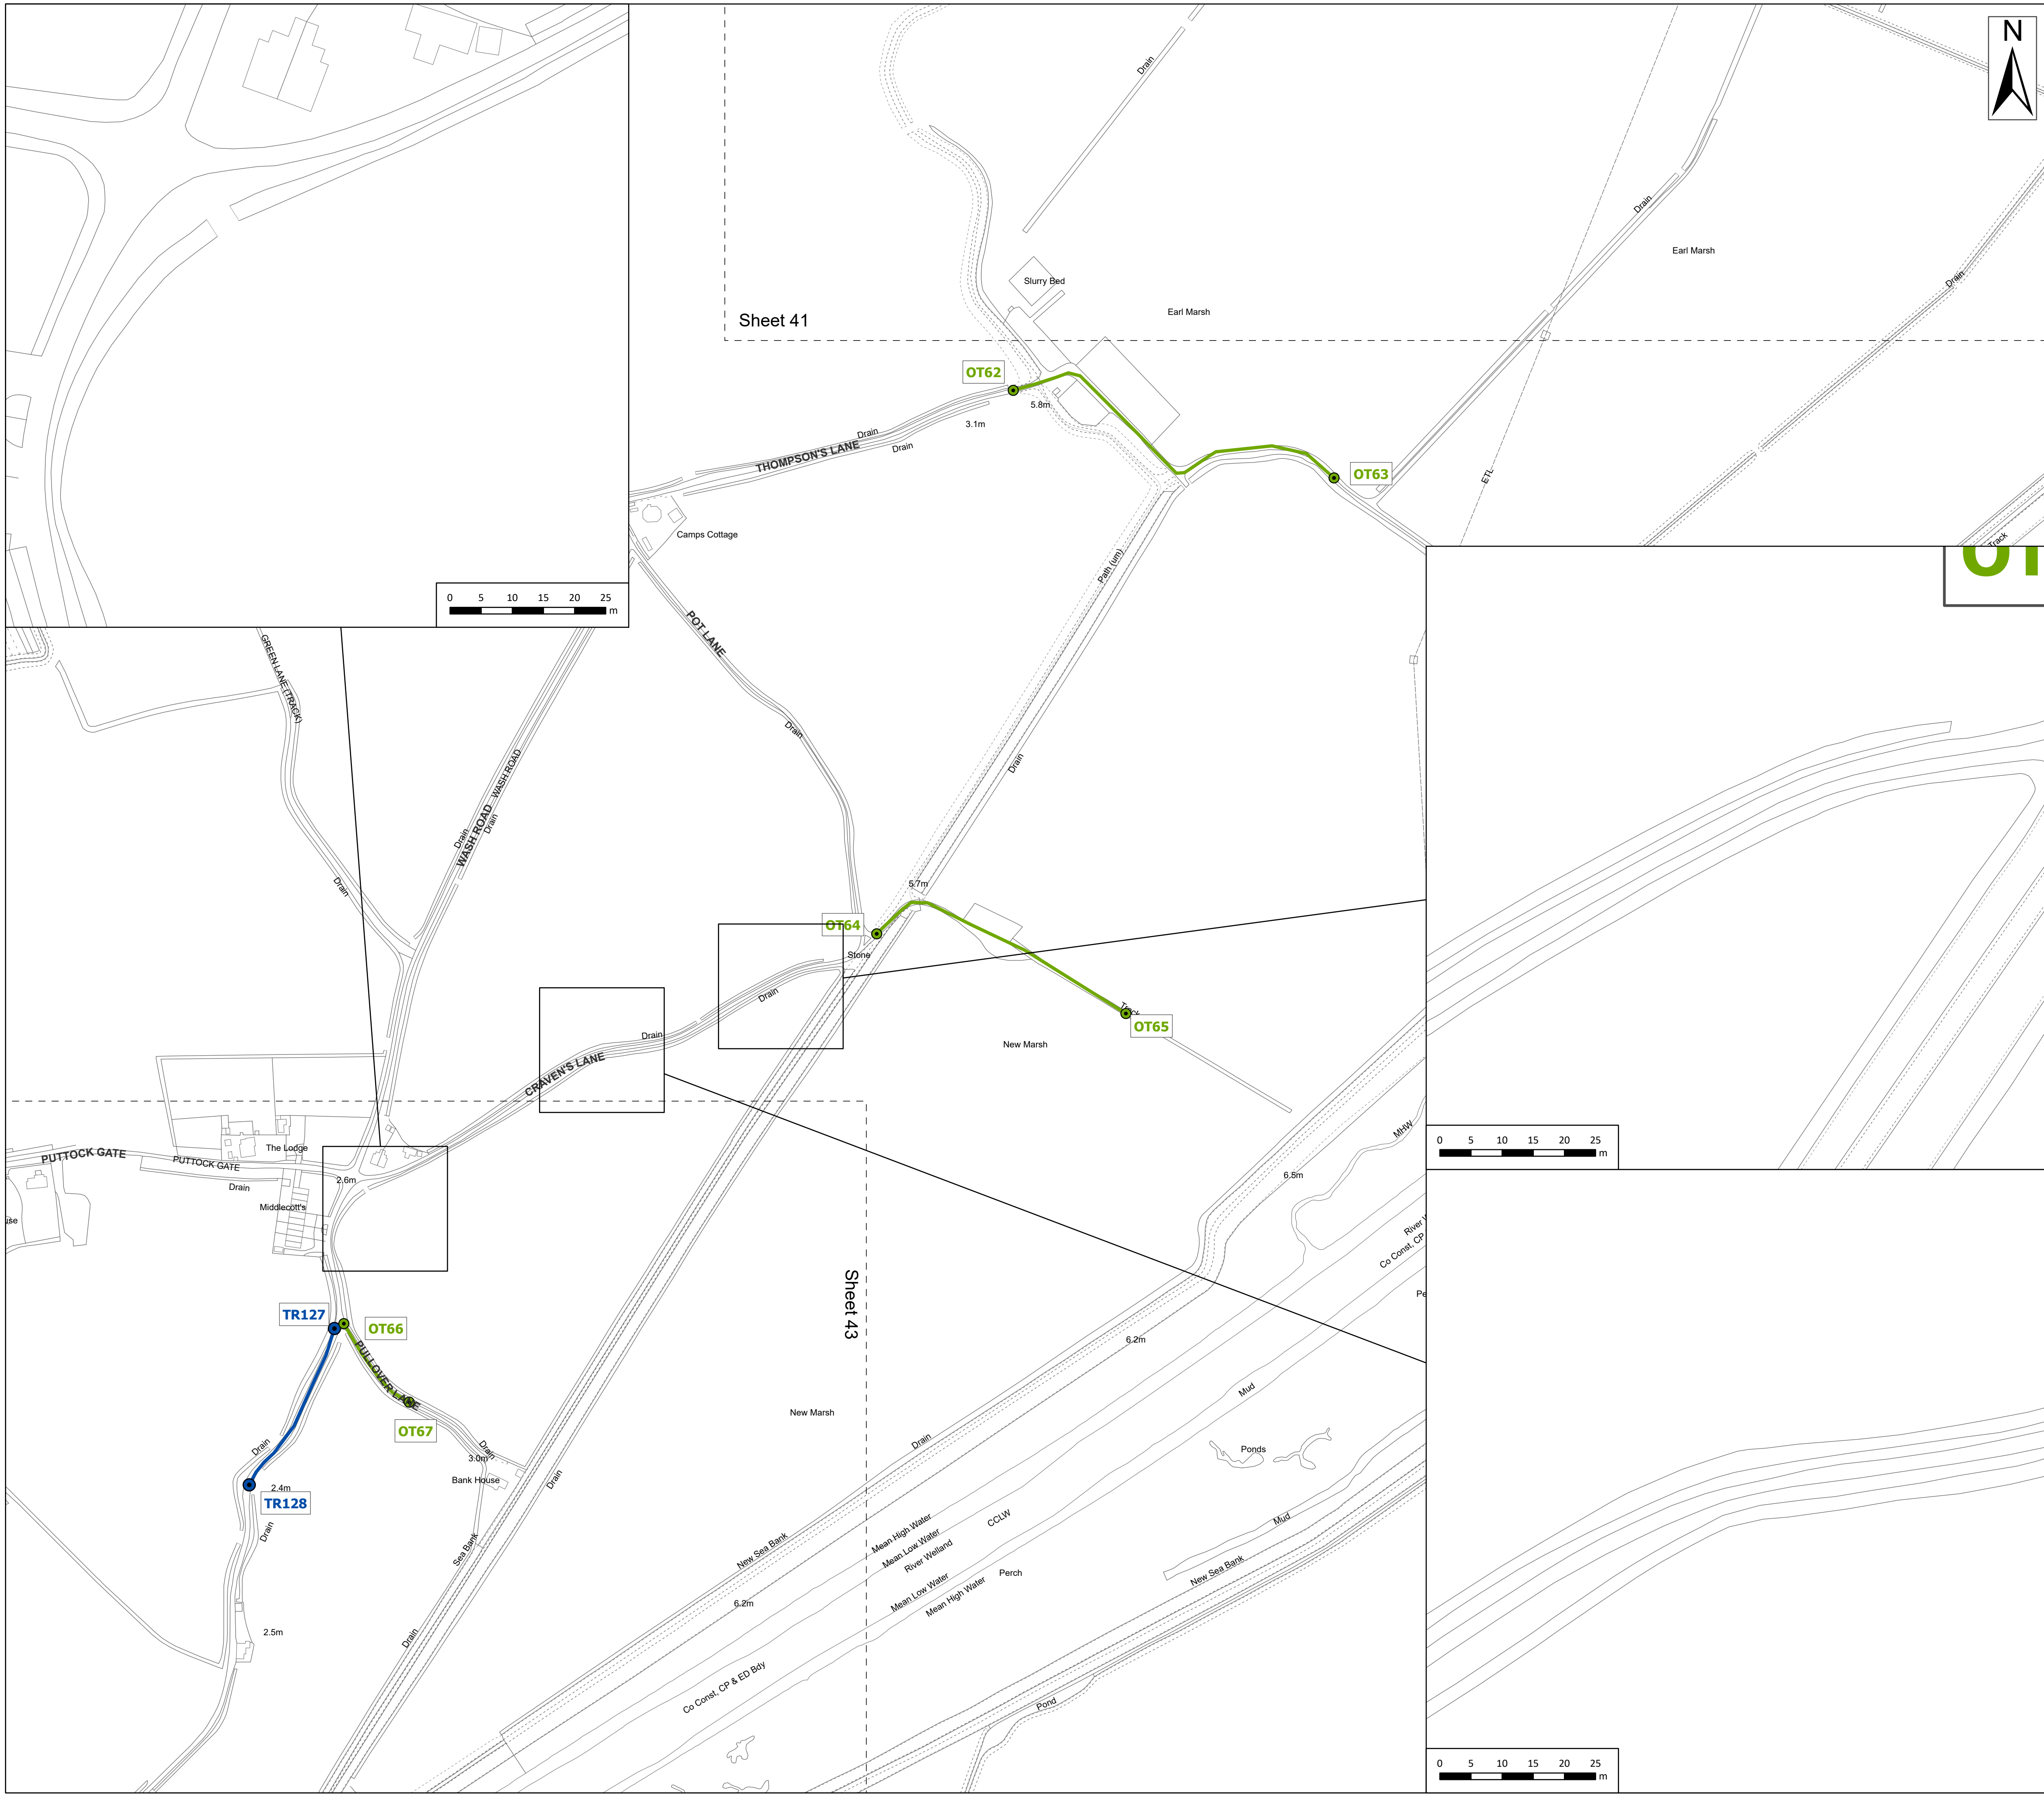 N
Drain
Drain
Earl Marsh
Drain
Slurry Bed
Earl Marsh
Sheet 41
OT62
5.8m
3.1m
Drain
THOMPSON'S LANE
Drain
OT63
ETL
Track
OT
Camps Cottage
Path (um)
0 5 10 15 20 25
m
POT LANE
GREEN LANE (TRACK)
Drain
Drain
WASH ROAD
WASH ROAD
Drain
Drain
Drain
5.7m
OT64
Stone
Drain
OT65
New Marsh
Drain
CRAVEN'S LANE
0 5 10 15 20 25
m
MHW
6.5m
The Lodge
PUTTOCK GATE
PUTTOCK GATE
Drain
2.6m
Middlecott's
Sheet 43
Co Const, CP
6.2m
TR127
OT66
PULLOVER LANE
OT67
New Marsh
Mud
Ponds
Drain
Drain
Drain
3.0m
Bank House
Drain
2.4m
TR128
Drain
Sea Bank
New Sea Bank
Mean High Water
Mean Low Water
River Welland
CCLW
Mud
New Sea Bank
Perch
Mean Low Water
Mean High Water
6.2m
2.5m
Drain
Co Const, CP & ED Bdy
Pond
0 5 10 15 20 25
m